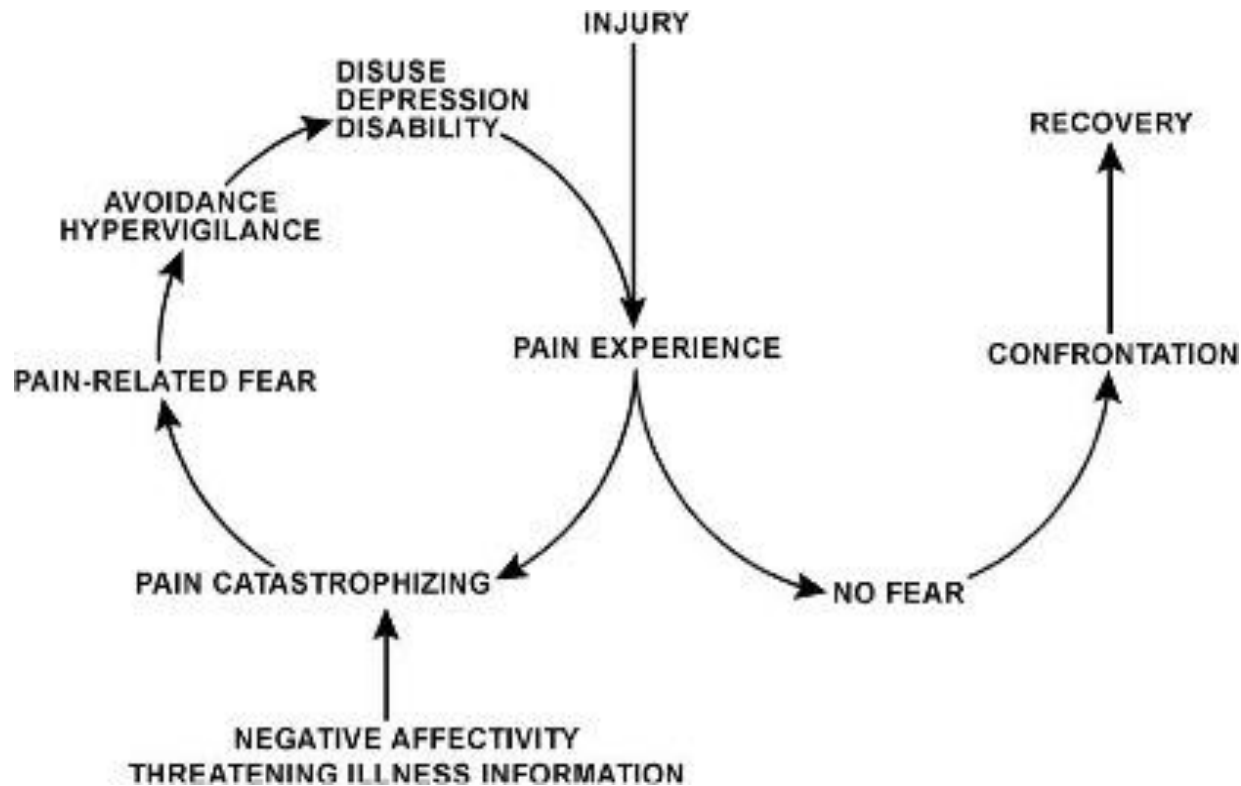 INJURY
DISUSE
DEPRESSION
DISABILITY
RECOVERY
AVOIDANCE
HYPERVIGILANCE
PAIN EXPERIENCE
CONFRONTATION
PAIN-RELATED FEAR
PAIN CATASTROPHIZING
NO FEAR
NEGATIVE AFFECTIVITY
THREATENING ILLNESS INFORMATION